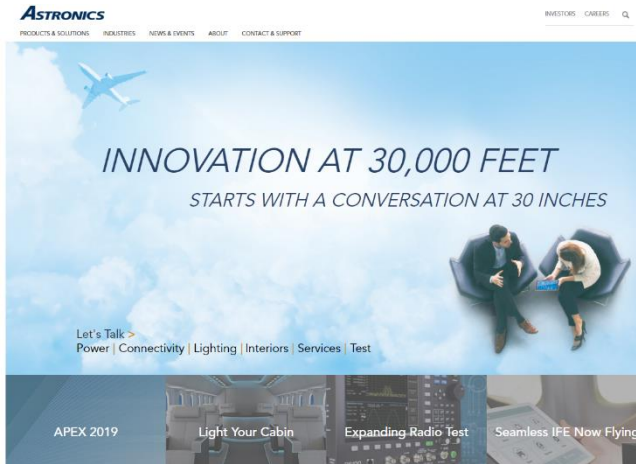 ASTRONICS
INVESTORS CAREERS
PRODUCTS & SOLUTIONS INDUSTRIES NEWS & EVENTS ABOUT CONTACT & SUPPORT
INNOVATION AT 30,000 FEET
STARTS WITH A CONVERSATION AT 30 INCHES
Let's Talk >
Power | Connectivity | Lighting | Interiors | Services | Test
APEX 2019 Light Your Cabin Expanding Radio Test Seamless IFE Now Flying